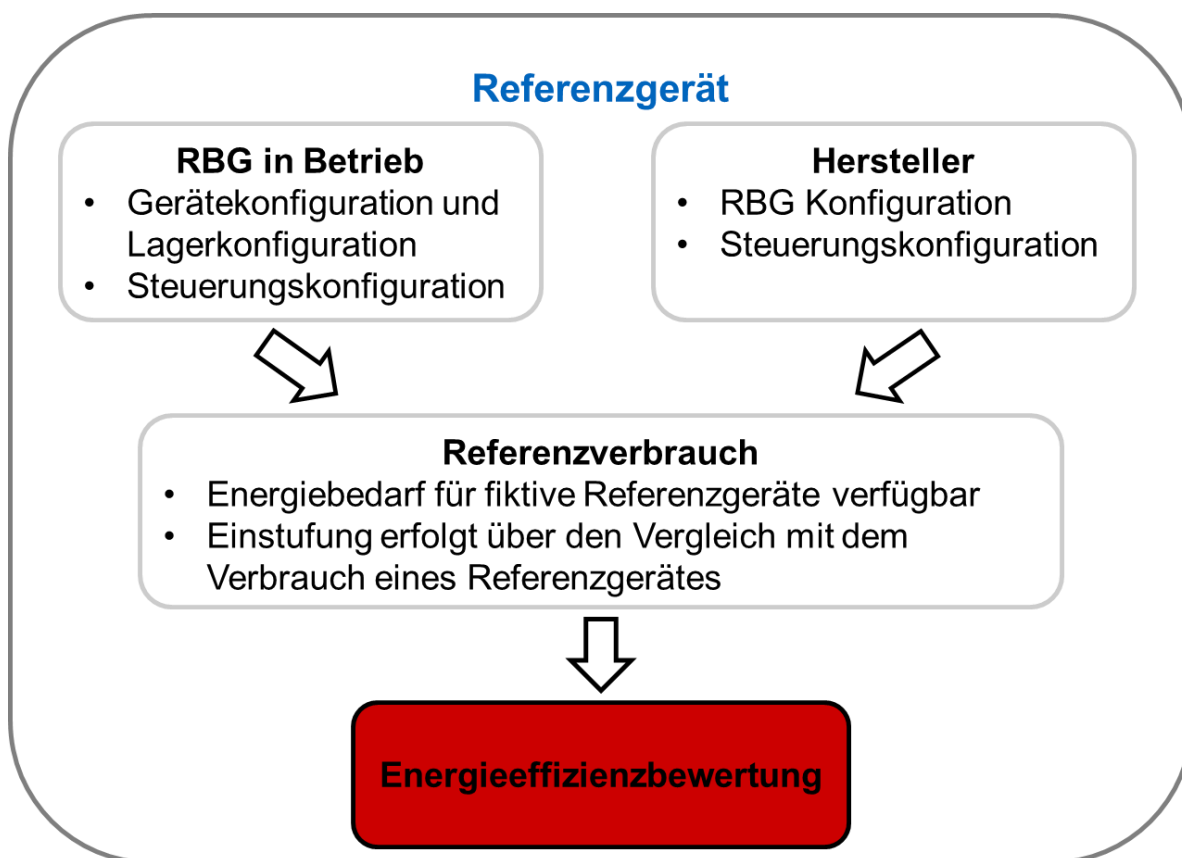 Referenzgerät
RBG in Betrieb
• Gerätekonfiguration und
Lagerkonfiguration
• Steuerungskonfiguration
Hersteller
• RBG Konfiguration
• Steuerungskonfiguration
Referenzverbrauch
• Energiebedarf für fiktive Referenzgeräte verfügbar
• Einstufung erfolgt über den Vergleich mit dem
Verbrauch eines Referenzgerätes
Energieeffizienzbewertung